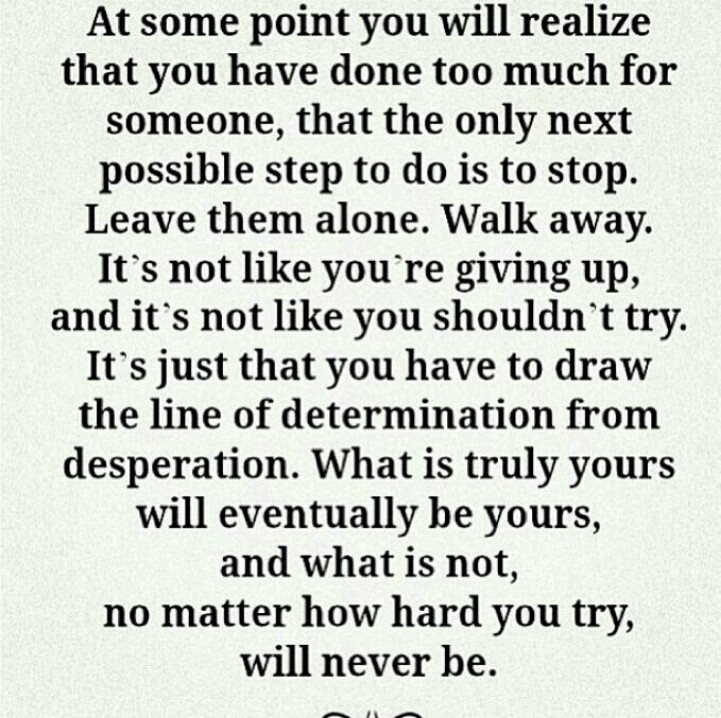 At some point you will realize
that you have done too much for
someone, that the only next
possible step to do is to stop.
Leave them alone. Walk away.
It's not like you're giving up,
and it's not like you shouldn't try.
It's just that you have to draw
the line of determination from
desperation. What is truly yours
will eventually be yours,
and what is not,
no matter how hard you try,
will never be.